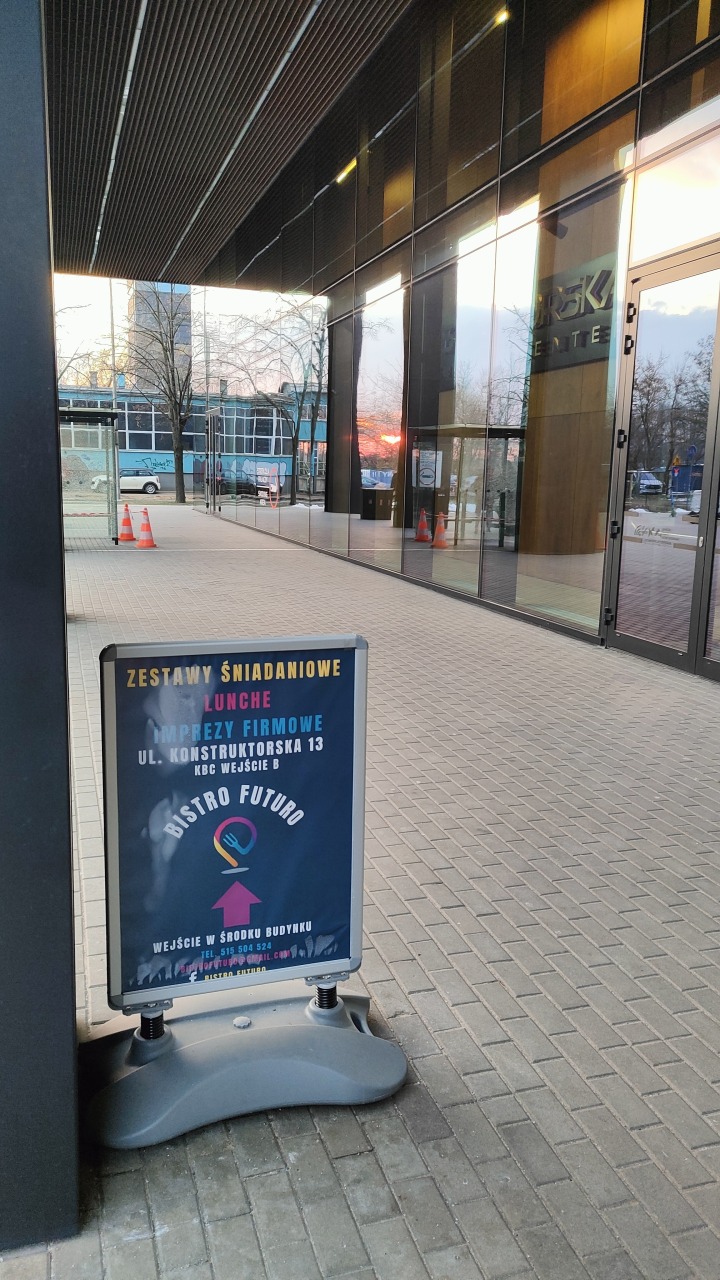 ZESTAWY ŚNIADANIOWE
LUNCHE
IMPREZY FIRMOWE
UL. KONSTRUKTORSKA 13
KBC WEJŚCIE B
BISTRO FUTURO
WEJŚCIE W ŚRODKU BUDYNKU
TEL. 515 504 524
BISTRO FUTURO